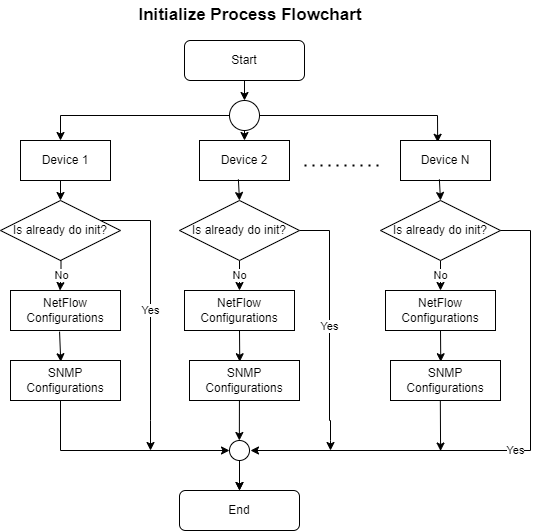 Initialize Process Flowchart
Start
Device 1
Device 2
..........
Device N
Is already do init?
Is already do init?
Is already do init?
No
No
No
NetFlow
Configurations
NetFlow
Configurations
NetFlow
Configurations
Yes
Yes
SNMP
Configurations
SNMP
Configurations
SNMP
Configurations
Yes
End